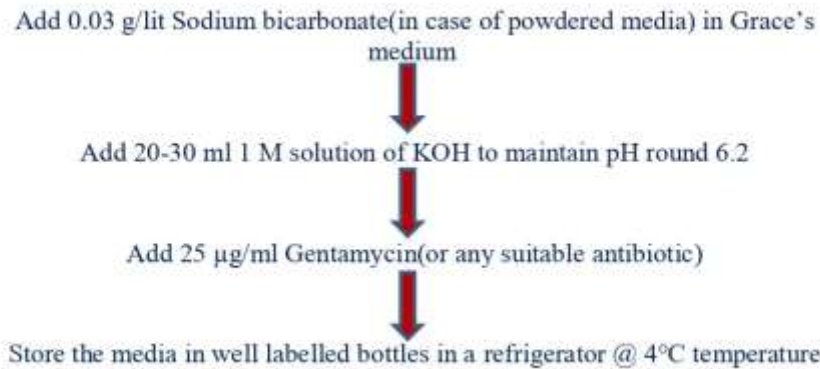 Add 0.03 g/lit Sodium bicarbonate(in case of powdered media) in Grace's
medium
Add 20-30 ml 1 M solution of KOH to maintain pH round 6.2
Add 25 µg/ml Gentamycin(or any suitable antibiotic)
Store the media in well labelled bottles in a refrigerator @ 4°C temperature